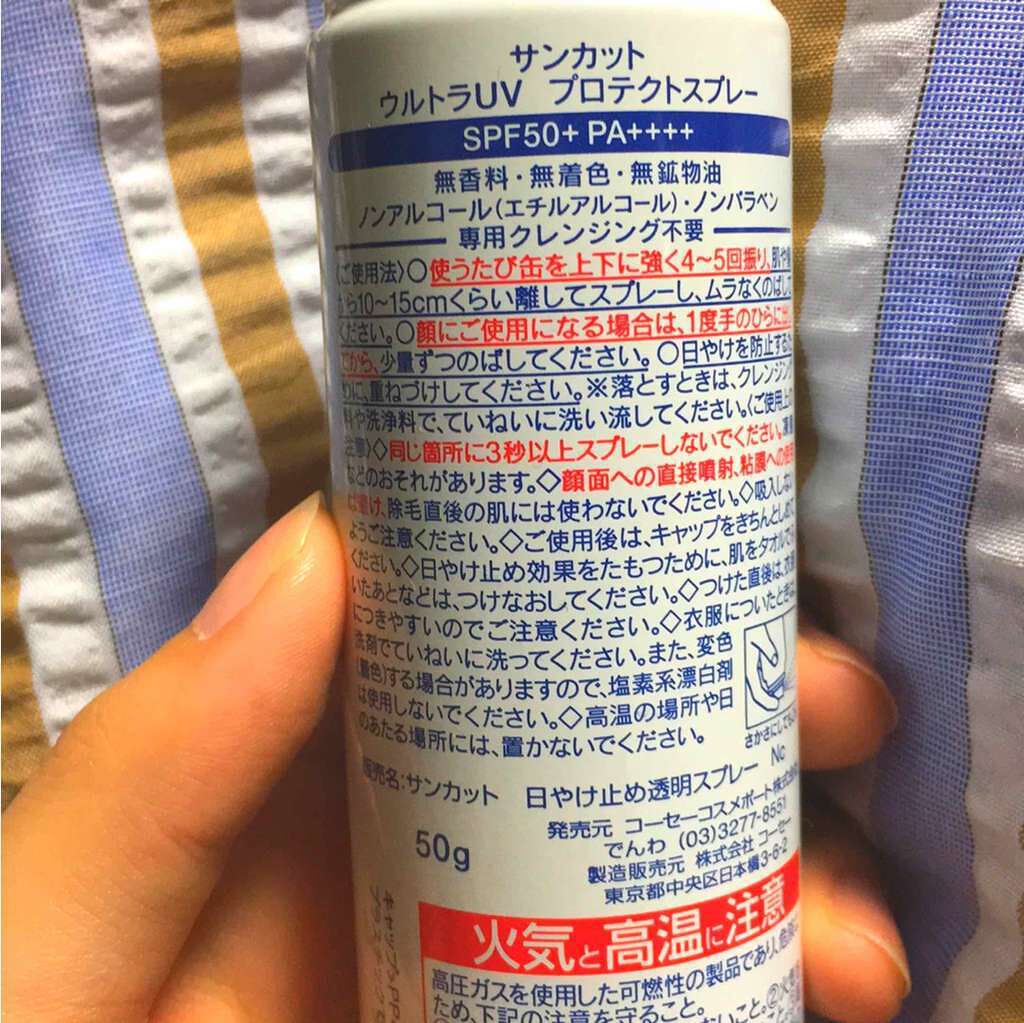 サンカット
ウルトラUV プロテクトスプレー
SPF50+ PA++++
無香料・無着色・無鉱物油
ノンアルコール(エチルアルコール)・ノンパラベン
専用クレンジング不要
〈ご使用法〉○使うたび缶を上下に強く4〜5回振り、肌や
から10〜15cmくらい離してスプレーし、ムラなくのばして
ください。○顔にご使用になる場合は、1度手のひらに出
してから、少量ずつのばしてください。○日やけを防止する
めに、重ねづけしてください。※落とすときは、クレンジング
料や洗浄料で、ていねいに洗い流してください。〈ご使用上
注意〉◇同じ箇所に3秒以上スプレーしないでください。
などのおそれがあります。◇顔面への直接噴射、粘膜への使用
は避け、除毛直後の肌には使わないでください。◇吸入しない
ようご注意ください。◇ご使用後は、キャップをきちんとしめて
ください。◇日やけ止め効果をたもつために、肌をタオルで
いたあとなどは、つけなおしてください。◇つけた直後は、衣
につきやすいのでご注意ください。◇衣服についたときは
洗剤でていねいに洗ってください。また、変色
(着色)する場合がありますので、塩素系漂白剤
は使用しないでください。◇高温の場所や日
のあたる場所には、置かないでください。
さかさにしても
販売名:サンカット 日やけ止め透明スプレー Nc
発売元 コーセーコスメポート株式会社
でんわ (03)3277-8551
50g
製造販売元 株式会社 コーセー
東京都中央区日本橋3-6-2
火気と高温に注意
高圧ガスを使用した可燃性の製品であり、危険
ため、下記の注意を守ること。